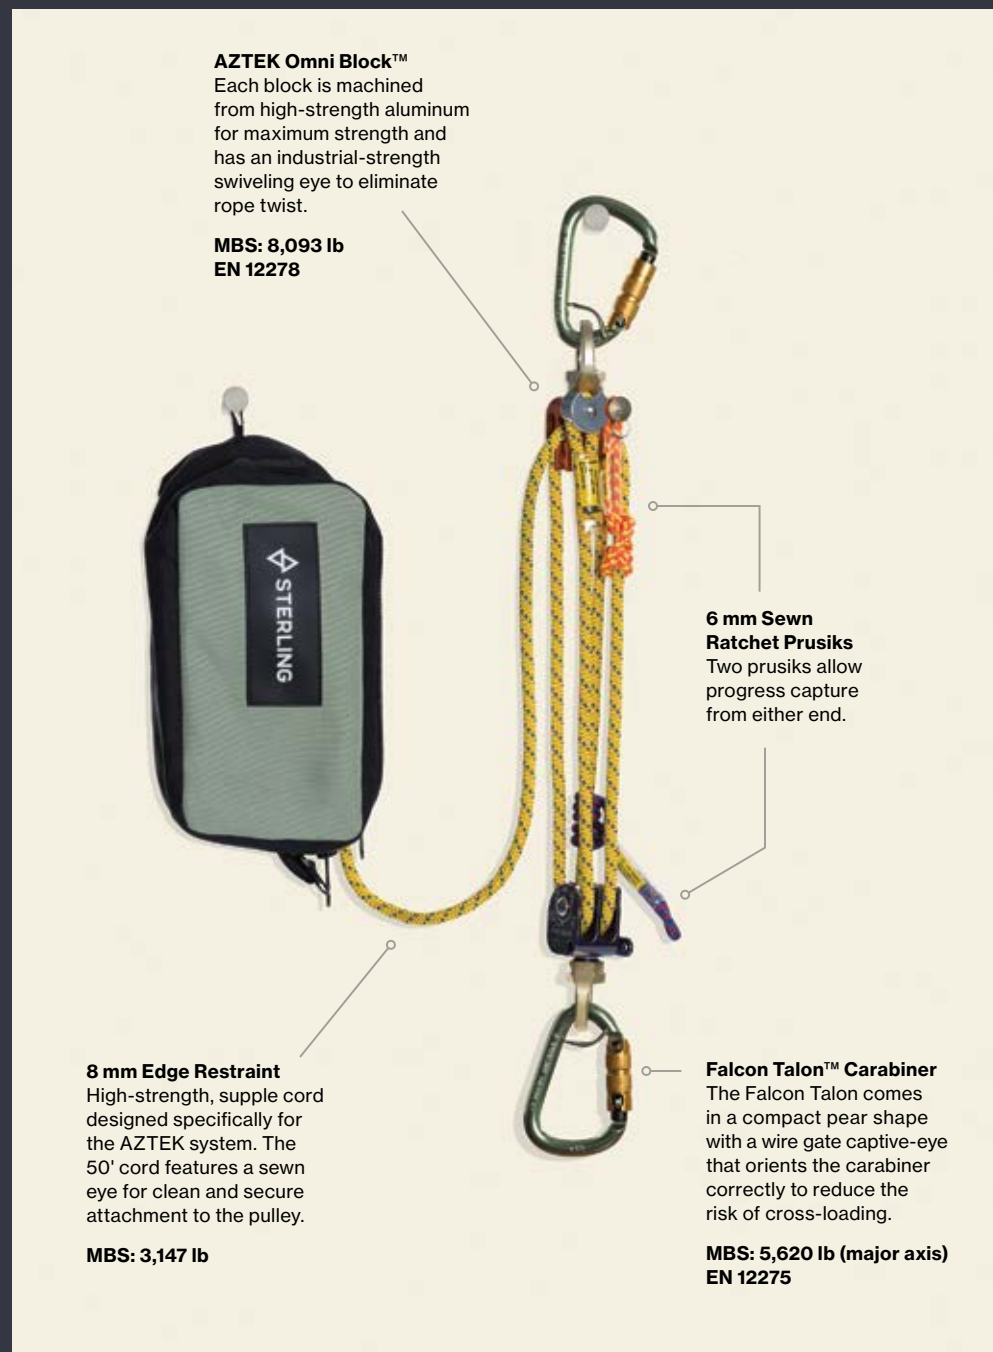 AZTEK Omni Block™
Each block is machined
from high-strength aluminum
for maximum strength and
has an industrial-strength
swiveling eye to eliminate
rope twist.
MBS: 8,093 lb
EN 12278
STERLING
6 mm Sewn
Ratchet Prusiks
Two prusiks allow
progress capture
from either end.
8 mm Edge Restraint
High-strength, supple cord
designed specifically for
the AZTEK system. The
50' cord features a sewn
eye for clean and secure
attachment to the pulley.
MBS: 3,147 lb
Falcon Talon™ Carabiner
The Falcon Talon comes
in a compact pear shape
with a wire gate captive-eye
that orients the carabiner
correctly to reduce the
risk of cross-loading.
MBS: 5,620 lb (major axis)
EN 12275